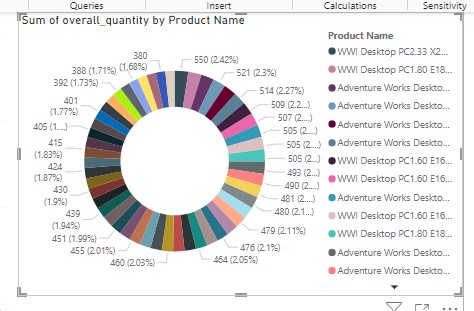 Queries Insert Calculations Sensitivity
Sum of overall_quantity by Product Name
380
(1.68%)
388 (1.71%)
392 (1.73%)
401
(1.77%)
405 (1....)
415
(1.83%)
424
(1.87%)
430
(1.9%)
439
(1.94%)
451 (1.99%)
455 (2.01%)
460 (2.03%)
550 (2.42%)
521 (2.3%)
514 (2.27%)
509 (2.2...)
507 (2....)
505 (2....)
505 (2....)
505 (2....)
493 (2....)
490 (2....)
481 (2....)
480 (2.1...)
479 (2.11%)
476 (2.1%)
464 (2.05%)
Product Name
WWI Desktop PC2.33 X2...
WWI Desktop PC1.80 E18...
Adventure Works Deskto...
Adventure Works Deskto...
Adventure Works Deskto...
Adventure Works Deskto...
WWI Desktop PC1.60 E16...
WWI Desktop PC1.60 E16...
Adventure Works Deskto...
WWI Desktop PC1.60 E16...
WWI Desktop PC1.80 E18...
Adventure Works Deskto...
Adventure Works Deskto...